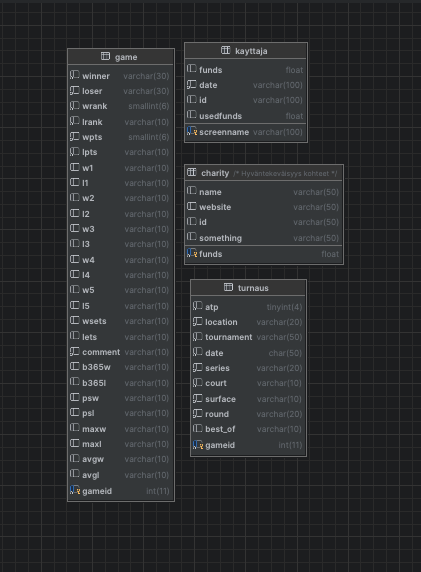 game
winner varchar(30)
loser varchar(30)
wrank smallint(6)
lrank varchar(10)
wpts smallint(6)
lpts varchar(10)
w1 varchar(10)
l1 varchar(10)
w2 varchar(10)
l2 varchar(10)
w3 varchar(10)
l3 varchar(10)
w4 varchar(10)
l4 varchar(10)
w5 varchar(10)
l5 varchar(10)
wsets varchar(10)
lets varchar(10)
comment varchar(10)
b365w varchar(10)
b365l varchar(10)
psw varchar(10)
psl varchar(10)
maxw varchar(10)
maxl varchar(10)
avgw varchar(10)
avgl varchar(10)
gameid int(11)
kayttaja
funds float
date varchar(100)
id varchar(100)
usedfunds float
screenname varchar(100)
charity /* Hyväntekeväisyys kohteet */
name varchar(50)
website varchar(50)
id varchar(50)
something varchar(50)
funds float
turnaus
atp tinyint(4)
location varchar(20)
tournament varchar(50)
date char(50)
series varchar(20)
court varchar(10)
surface varchar(10)
round varchar(20)
best_of varchar(10)
gameid int(11)